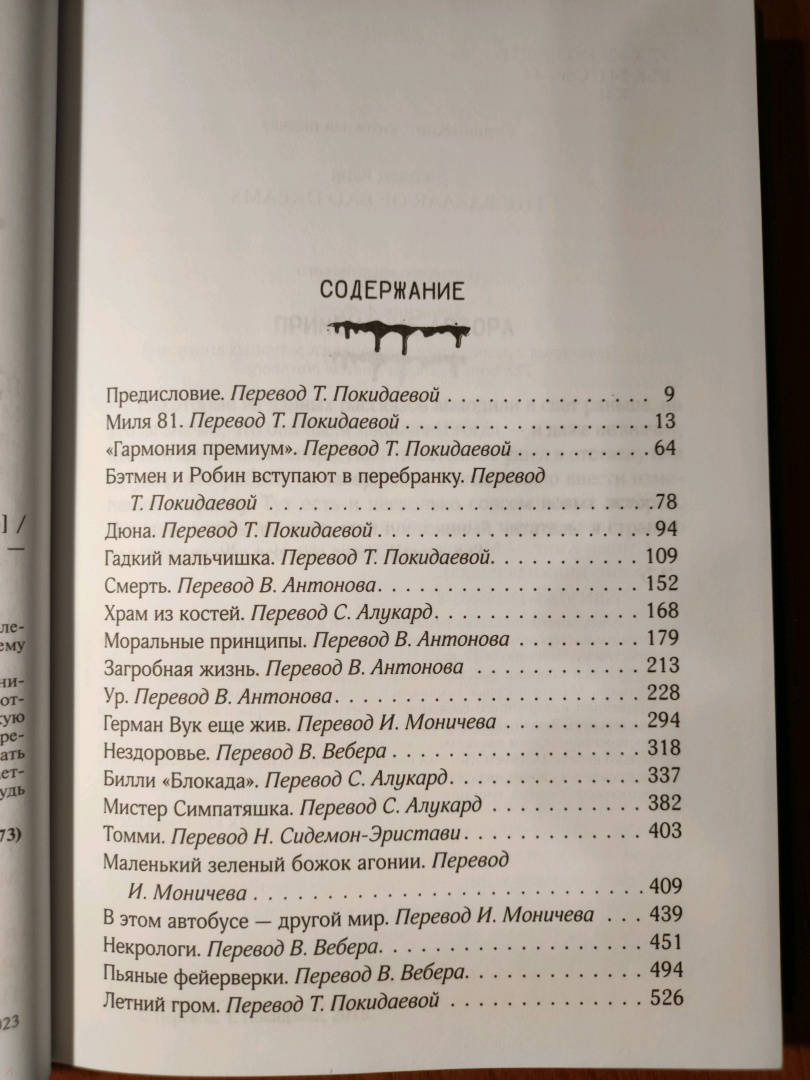 СОДЕРЖАНИЕ
Предисловие. Перевод Т. Покидаевой . . . . . . . . . . . . . . . 9
Миля 81. Перевод Т. Покидаевой . . . . . . . . . . . . . . . . . 13
«Гармония премиум». Перевод Т. Покидаевой . . . . . . . . . 64
Бэтмен и Робин вступают в перебранку. Перевод
Т. Покидаевой . . . . . . . . . . . . . . . . . . . . . . . . . . . 78
Дюна. Перевод Т. Покидаевой . . . . . . . . . . . . . . . . . . . 94
Гадкий мальчишка. Перевод Т. Покидаевой. . . . . . . . . . . 109
Смерть. Перевод В. Антонова. . . . . . . . . . . . . . . . . . . 152
Храм из костей. Перевод С. Алукард. . . . . . . . . . . . . . . 168
Моральные принципы. Перевод В. Антонова . . . . . . . . . 179
Загробная жизнь. Перевод В. Антонова . . . . . . . . . . . . . 213
Ур. Перевод В. Антонова. . . . . . . . . . . . . . . . . . . . . . 228
Герман Вук еще жив. Перевод И. Моничева . . . . . . . . . . 294
Нездоровье. Перевод В. Вебера . . . . . . . . . . . . . . . . . . 318
Билли «Блокада». Перевод С. Алукард. . . . . . . . . . . . . . 337
Мистер Симпатяшка. Перевод С. Алукард . . . . . . . . . . . 382
Томми. Перевод Н. Сидемон-Эристави. . . . . . . . . . . . . . 403
Маленький зеленый божок агонии. Перевод
И. Моничева . . . . . . . . . . . . . . . . . . . . . . . . . . . . 409
В этом автобусе — другой мир. Перевод И. Моничева . . . 439
Некрологи. Перевод В. Вебера. . . . . . . . . . . . . . . . . . . 451
Пьяные фейерверки. Перевод В. Вебера. . . . . . . . . . . . . 494
Летний гром. Перевод Т. Покидаевой . . . . . . . . . . . . . . 526